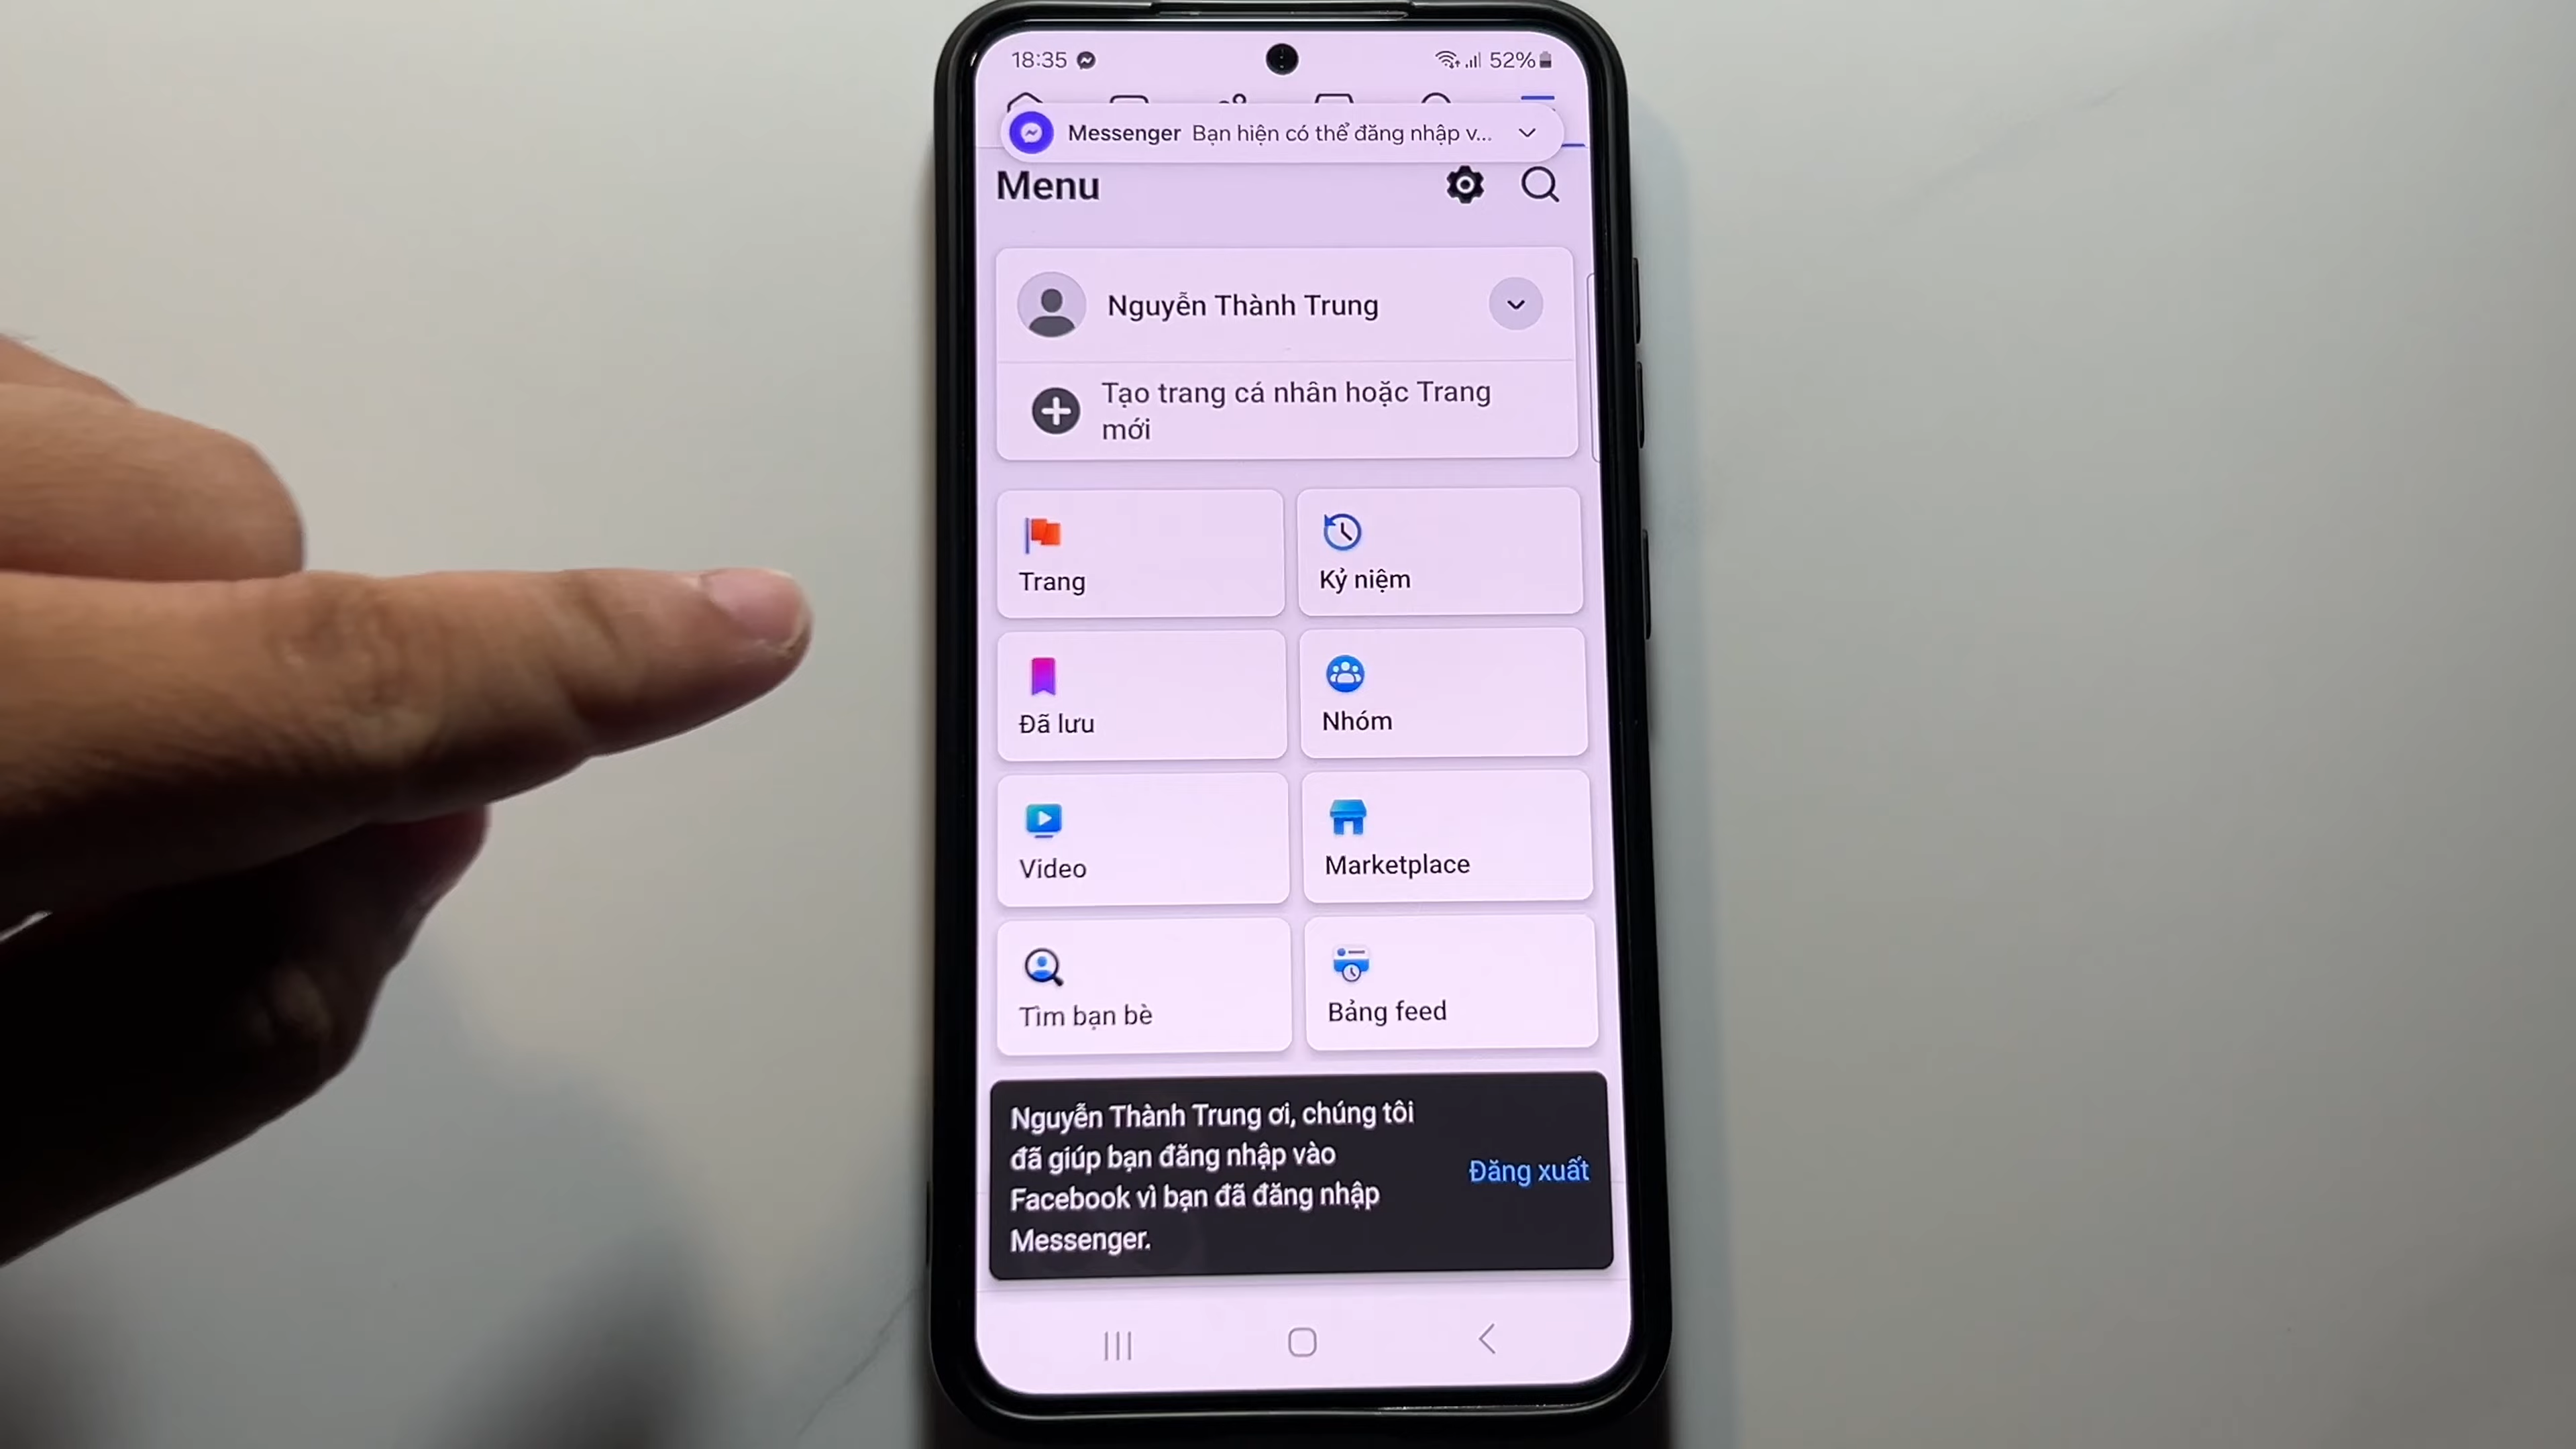 18:35 52%
Messenger Bạn hiện có thể đăng nhập v...
Menu
Nguyễn Thành Trung
Tạo trang cá nhân hoặc Trang
mới
Trang
Kỷ niệm
Đã lưu
Nhóm
Video
Marketplace
Tìm bạn bè
Bảng feed
Nguyễn Thành Trung ơi, chúng tôi
đã giúp bạn đăng nhập vào
Facebook vì bạn đã đăng nhập
Messenger.
Đăng xuất